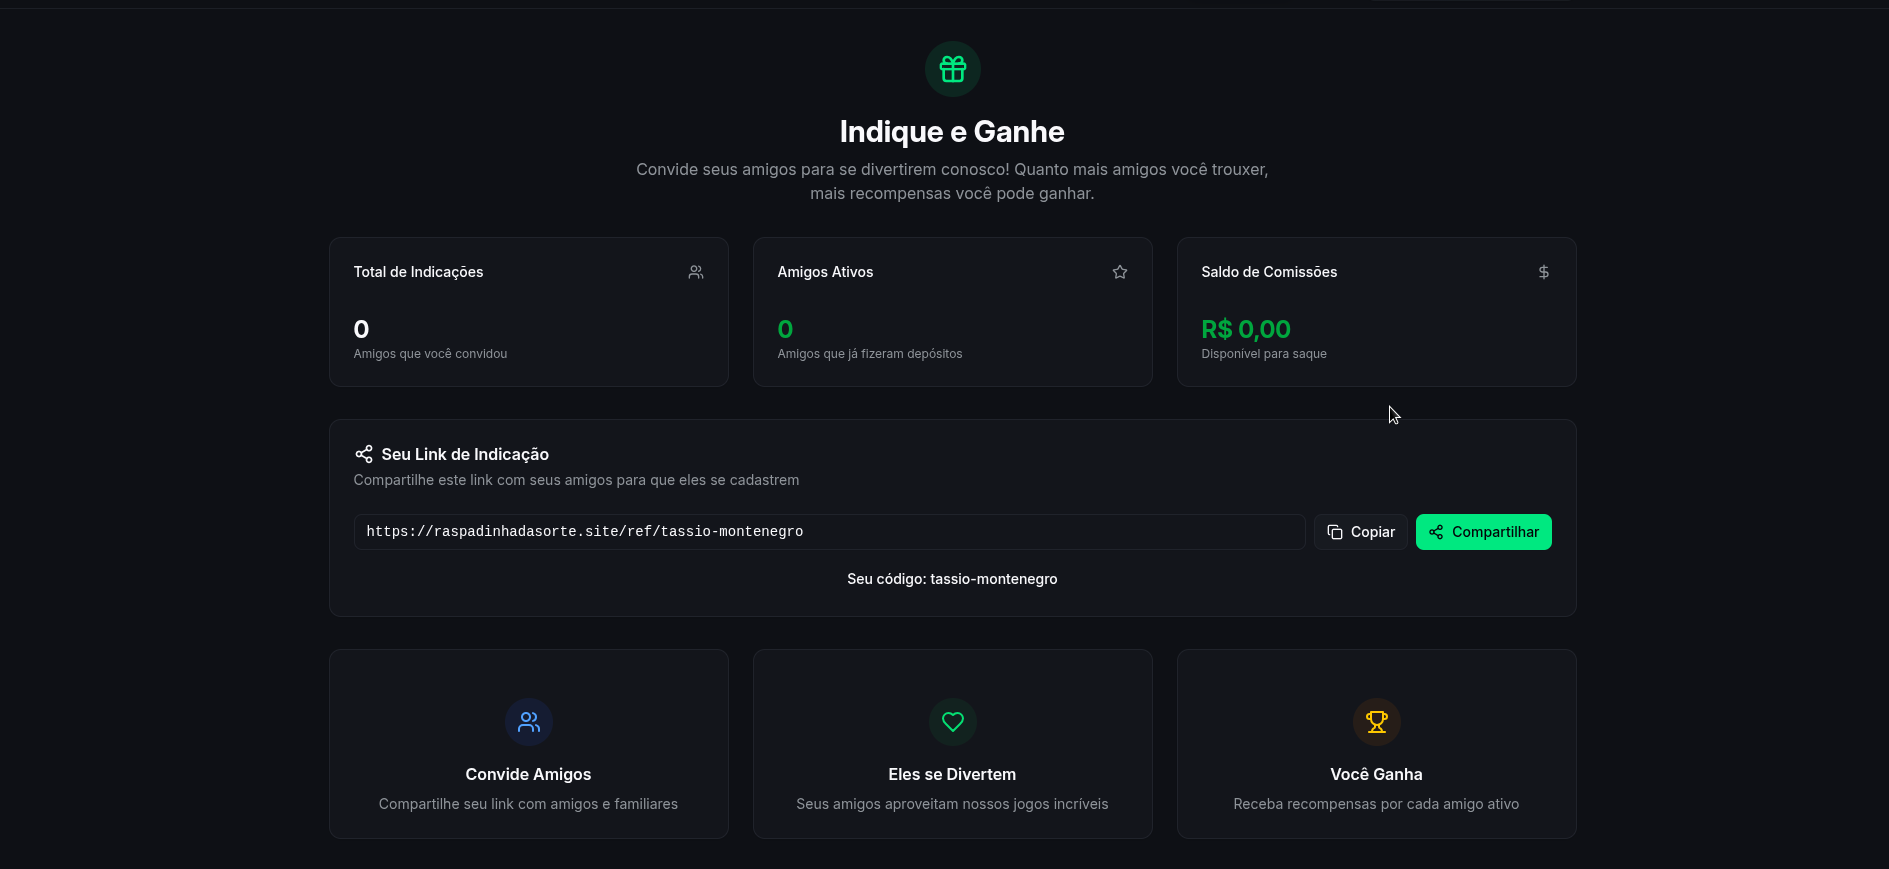 Indique e Ganhe
Convide seus amigos para se divertirem conosco! Quanto mais amigos você trouxer,
mais recompensas você pode ganhar.
Total de Indicações
0
Amigos que você convidou
Amigos Ativos
0
Amigos que já fizeram depósitos
Saldo de Comissões
R$ 0,00
Disponível para saque
Seu Link de Indicação
Compartilhe este link com seus amigos para que eles se cadastrem
https://raspadinhadasorte.site/ref/tassio-montenegro
Copiar
Compartilhar
Seu código: tassio-montenegro
Convide Amigos
Compartilhe seu link com amigos e familiares
Eles se Divertem
Seus amigos aproveitam nossos jogos incríveis
Você Ganha
Receba recompensas por cada amigo ativo